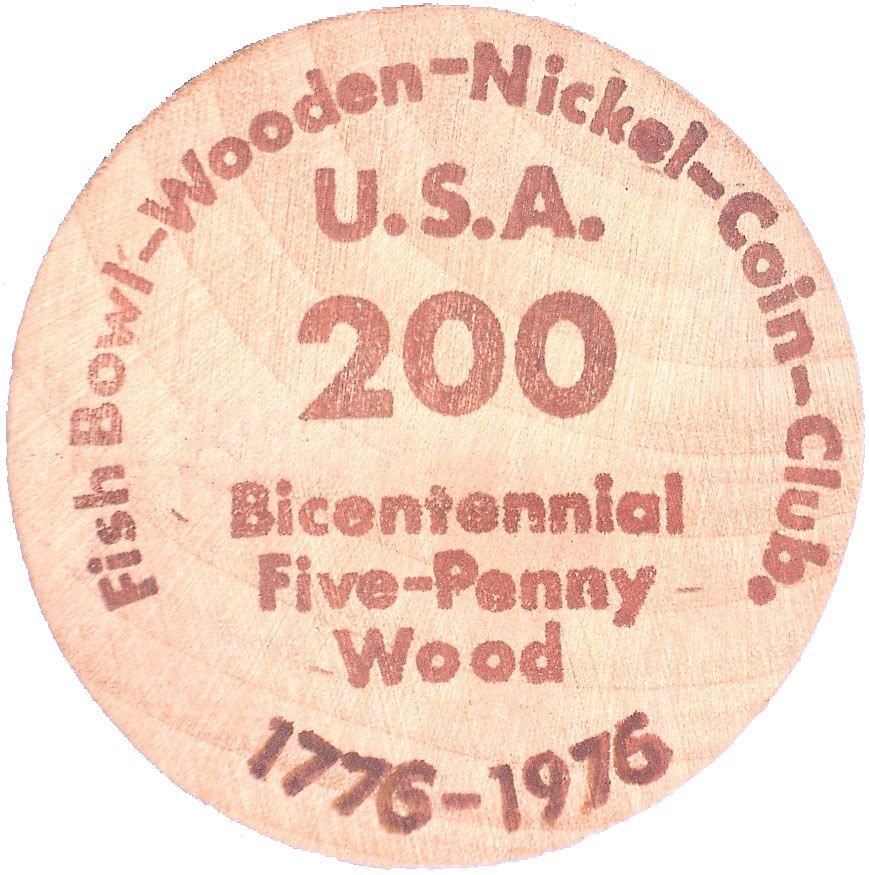 Fish Bowl-Wooden-Nickel-Coin-Club.
U.S.A.
200
Bicentennial
Five-Penny
Wood
1776-1976